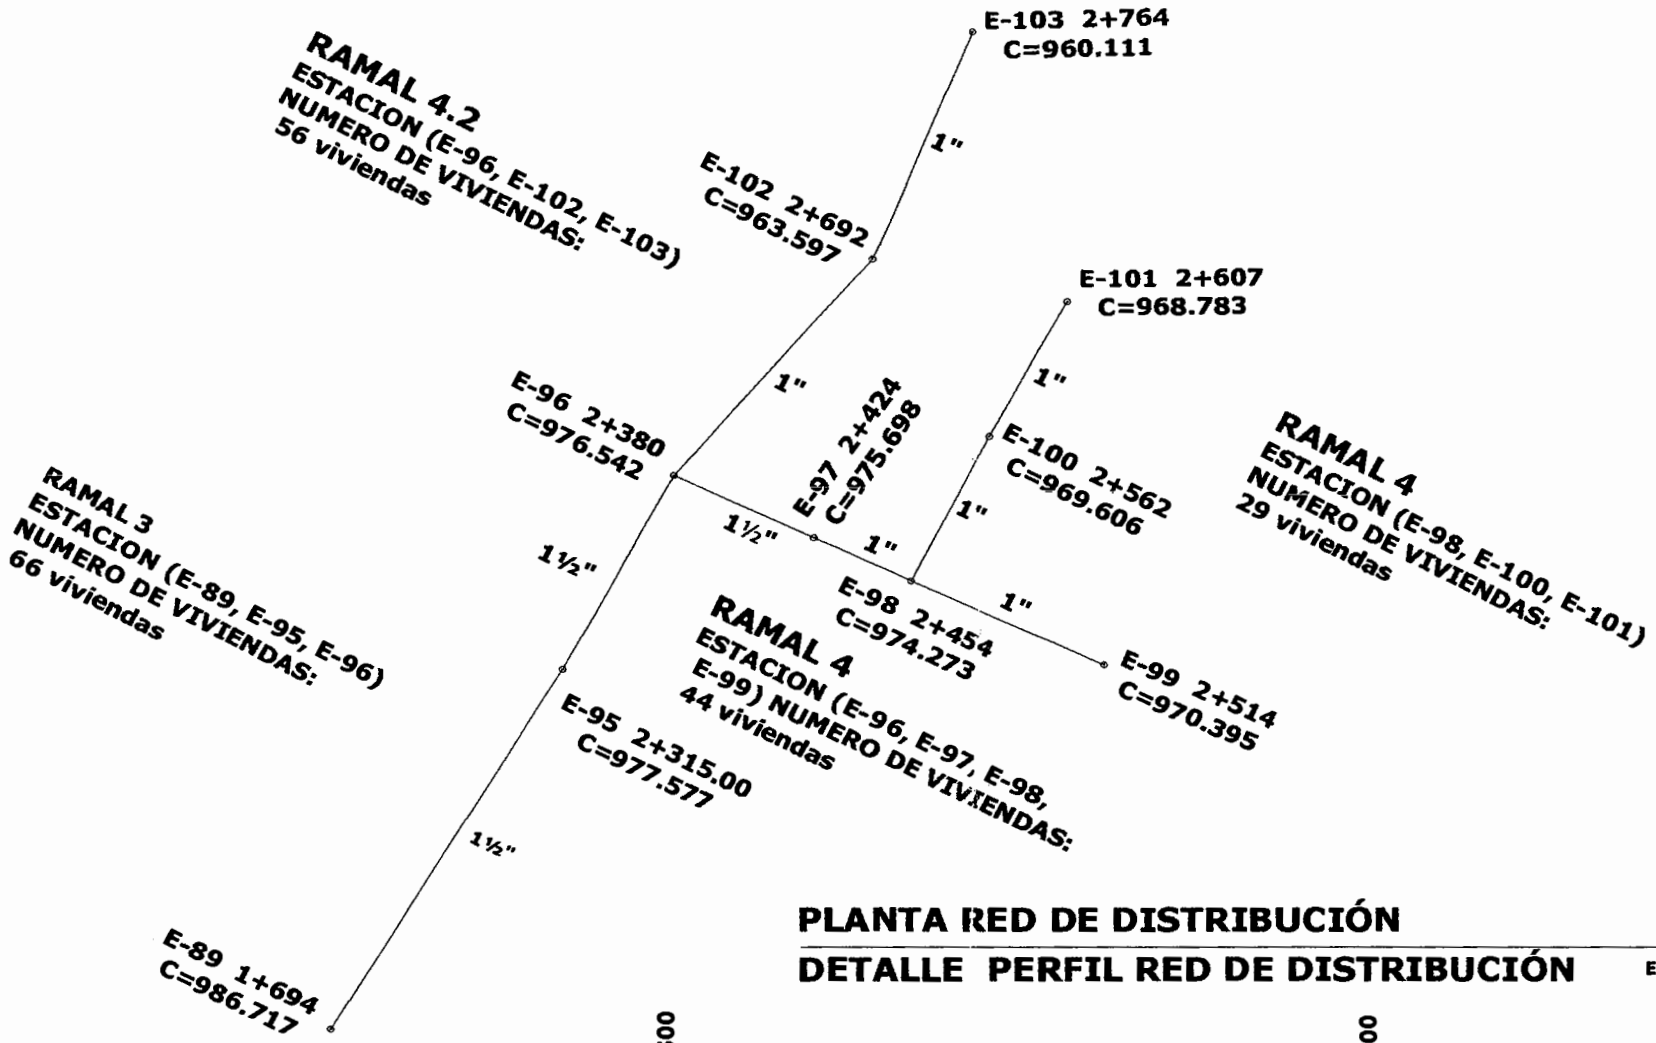 E-103 2+764
C=960.111
RAMAL 4.2
ESTACION (E-96, E-102, E-103)
NUMERO DE VIVIENDAS:
56 viviendas
1"
E-102 2+692
C=963.597
E-101 2+607
C=968.783
1"
1"
E-96 2+380
C=976.542
E-97 2+424
C=975.698
E-100 2+562
C=969.606
RAMAL 4
ESTACION (E-98, E-100, E-101)
NUMERO DE VIVIENDAS:
29 viviendas
RAMAL 3
ESTACION (E-89, E-95, E-96)
NUMERO DE VIVIENDAS:
66 viviendas
1½"
1½"
1"
1"
1"
E-98 2+454
C=974.273
E-99 2+514
C=970.395
RAMAL 4
ESTACION (E-96, E-97, E-98,
E-99) NUMERO DE VIVIENDAS:
44 viviendas
E-95 2+315.00
C=977.577
1½"
E-89 1+694
C=986.717
PLANTA RED DE DISTRIBUCIÓN
DETALLE PERFIL RED DE DISTRIBUCIÓN